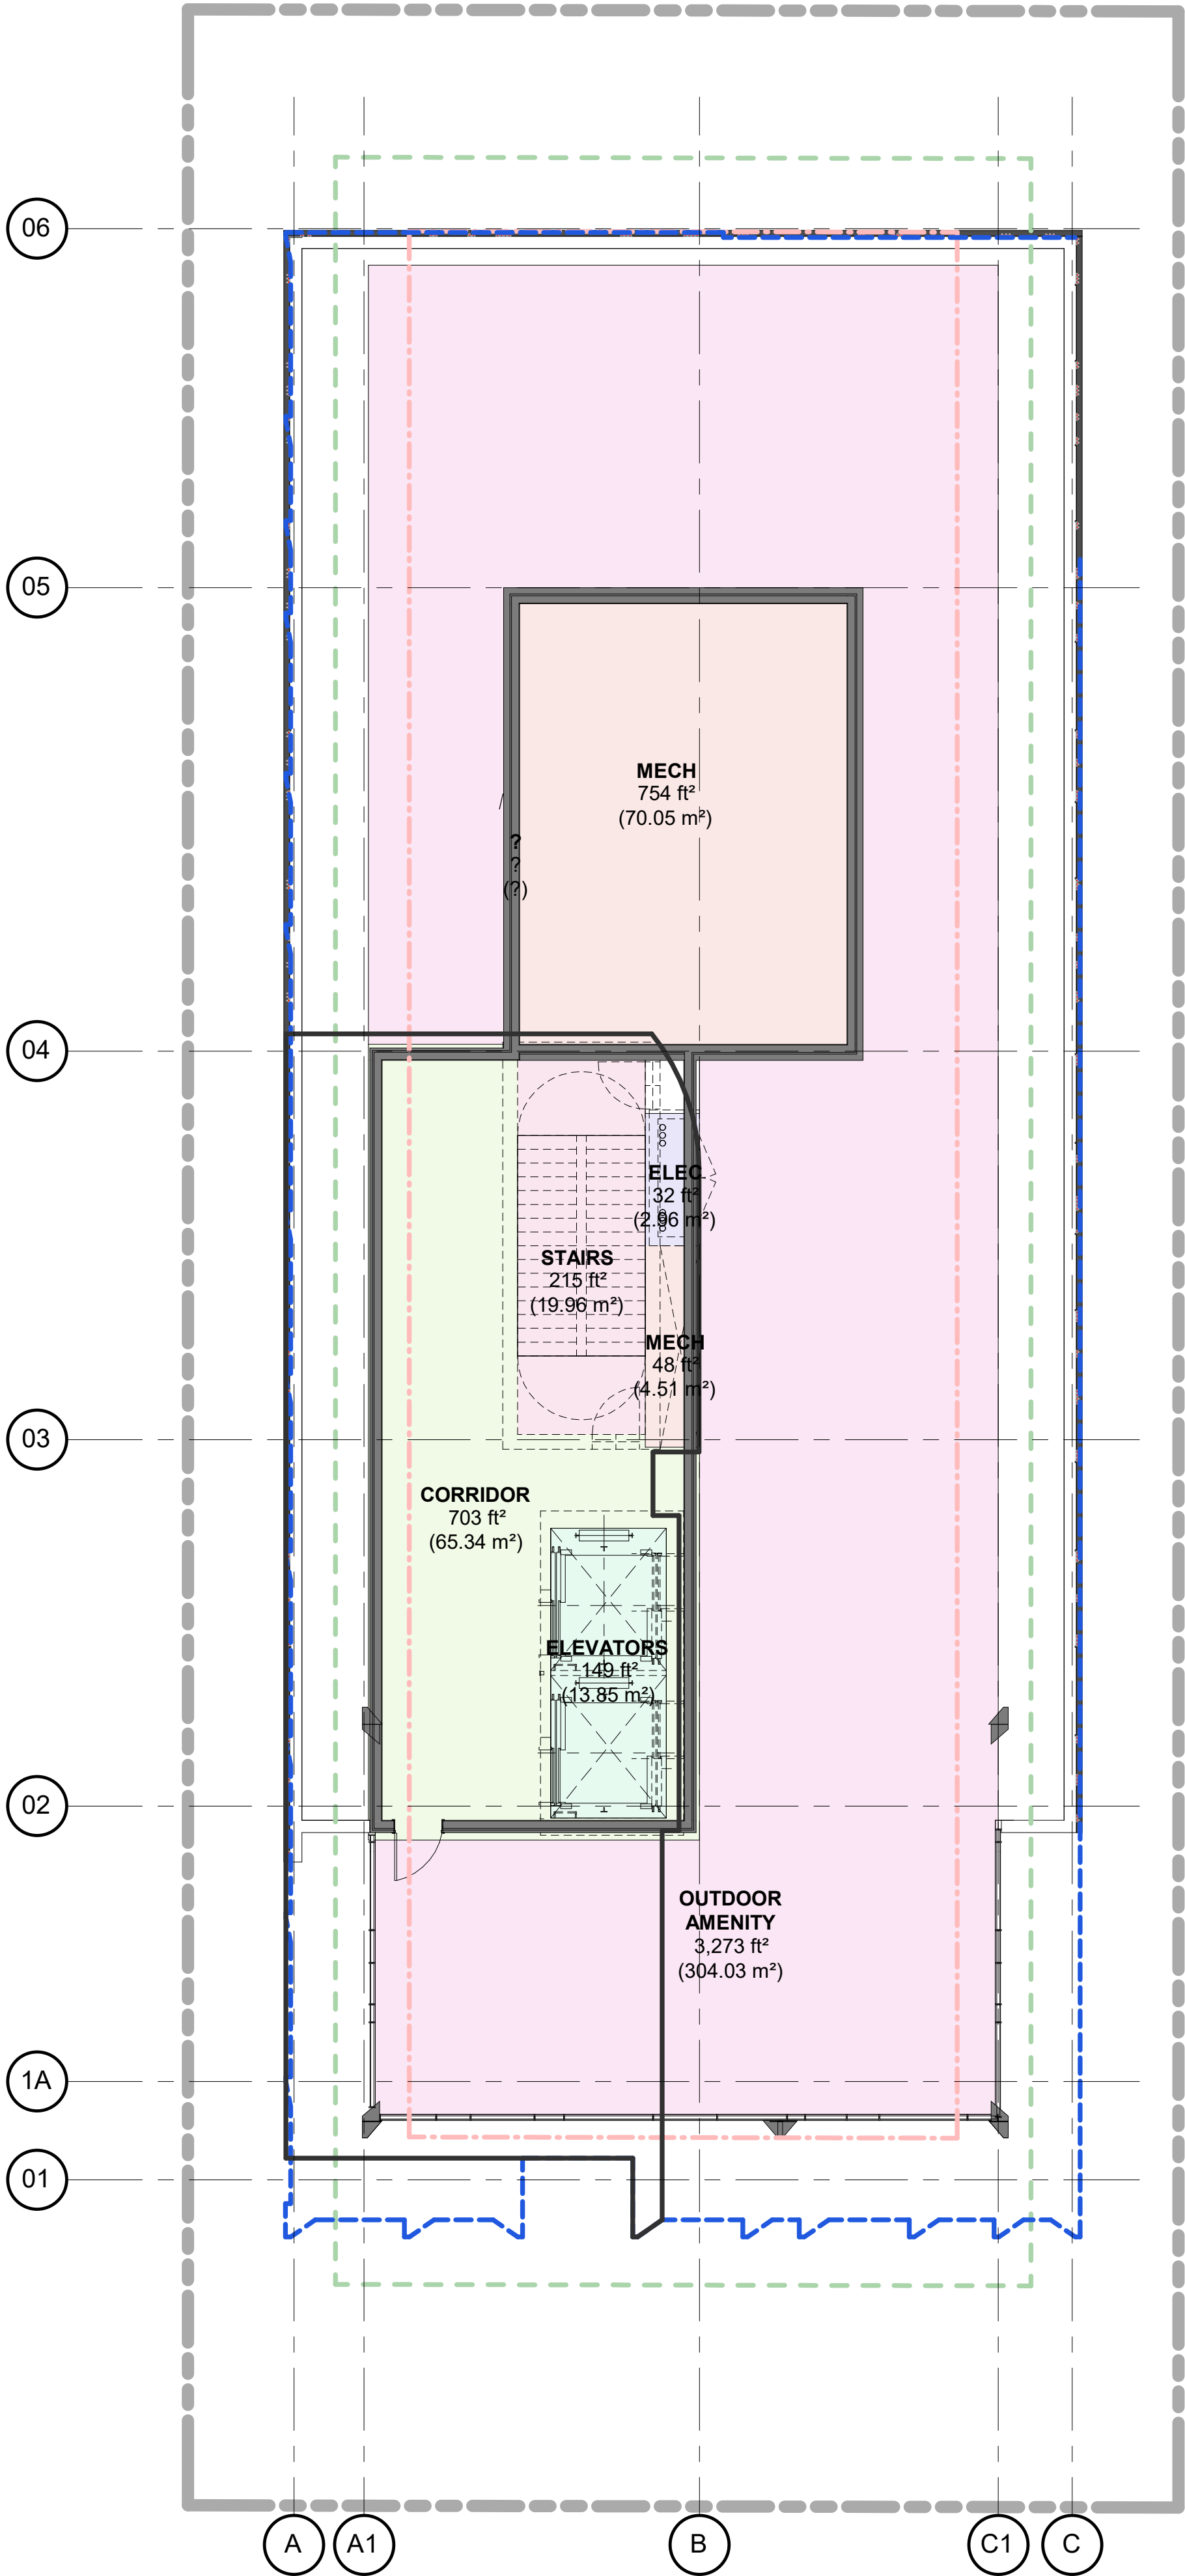 06
05
MECH
754 ft²
(70.05 m²)
?
?
(?)
04
ELEC
32 ft²
(2.96 m²)
STAIRS
215 ft²
(19.96 m²)
MECH
48 ft²
(4.51 m²)
03
CORRIDOR
703 ft²
(65.34 m²)
ELEVATORS
149 ft²
(13.85 m²)
02
OUTDOOR
AMENITY
3,273 ft²
(304.03 m²)
1A
01
A A1 B C1 C